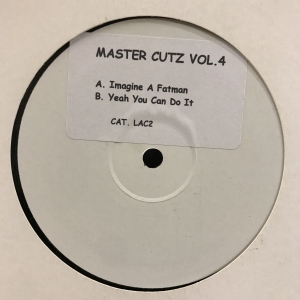 MASTER CUTZ VOL.4
A. Imagine A Fatman
B. Yeah You Can Do It
CAT. LAC2